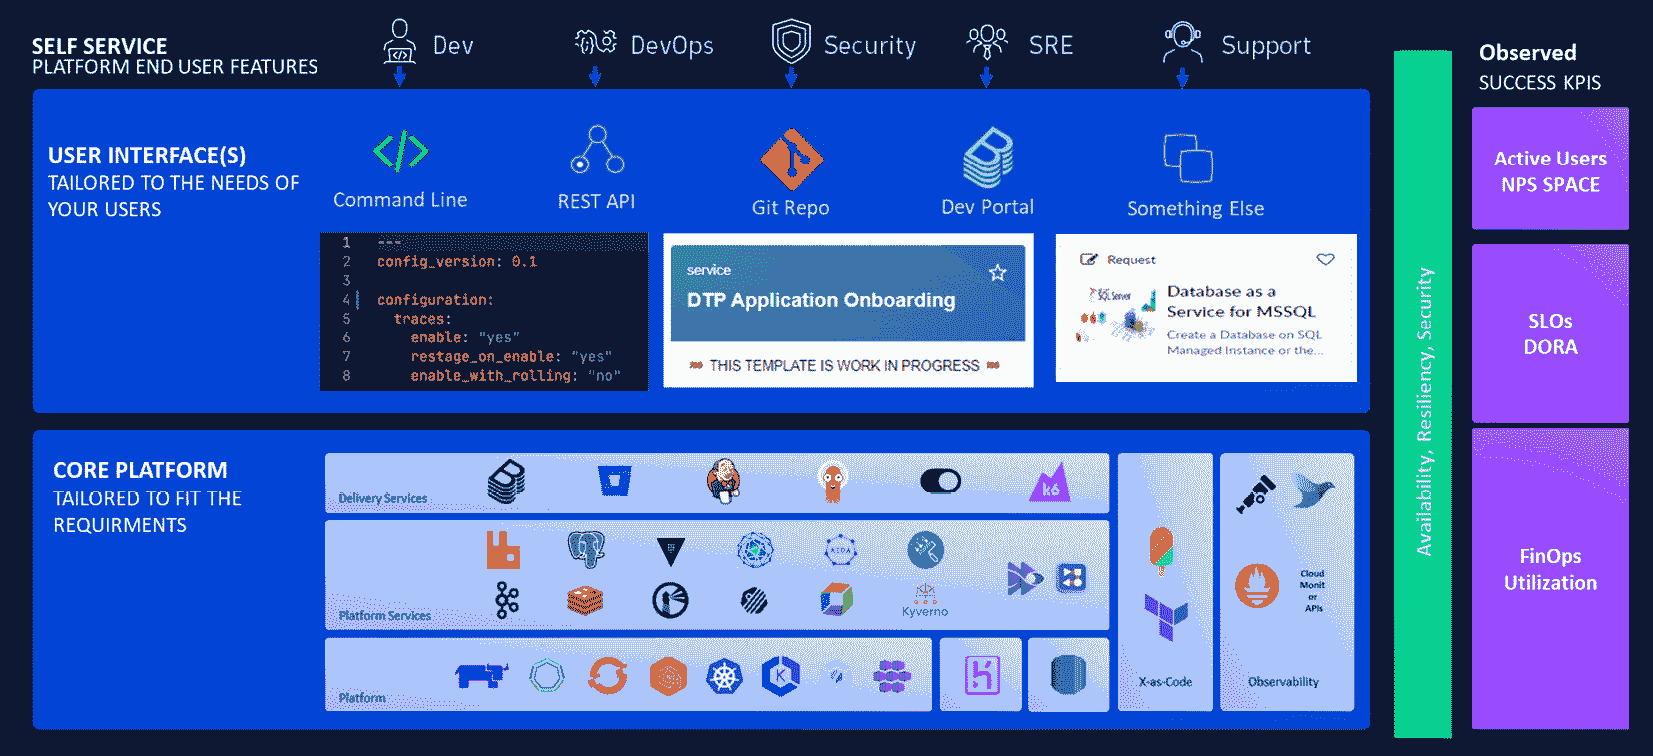 SELF SERVICE
PLATFORM END USER FEATURES
Dev
DevOps
Security
SRE
Support
Observed
SUCCESS KPIS
USER INTERFACE(S)
TAILORED TO THE NEEDS OF
YOUR USERS
Command Line
REST API
Git Repo
Dev Portal
Something Else
1 ---
2 config_version: 0.1
3
4 configuration:
5 traces:
6 enable: "yes"
7 restage_on_enable: "yes"
8 enable_with_rolling: "no"
service
DTP Application Onboarding
THIS TEMPLATE IS WORK IN PROGRESS
Request
SQL Server
Database as a
Service for MSSQL
Create a Database on SQL
Managed Instance or the...
Availability, Resiliency, Security
Active Users
NPS SPACE
SLOs
DORA
FinOps
Utilization
CORE PLATFORM
TAILORED TO FIT THE
REQUIRMENTS
Delivery Services
k6
Platform Services
KEDA
Kyverno
Platform
X-as-Code
Cloud
Monit
or
APIs
Observability